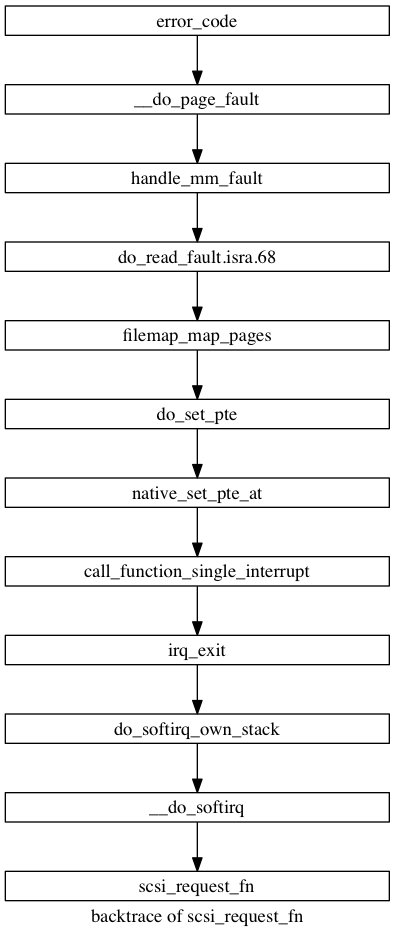 error_code
__do_page_fault
handle_mm_fault
do_read_fault.isra.68
filemap_map_pages
do_set_pte
native_set_pte_at
call_function_single_interrupt
irq_exit
do_softirq_own_stack
__do_softirq
scsi_request_fn
backtrace of scsi_request_fn